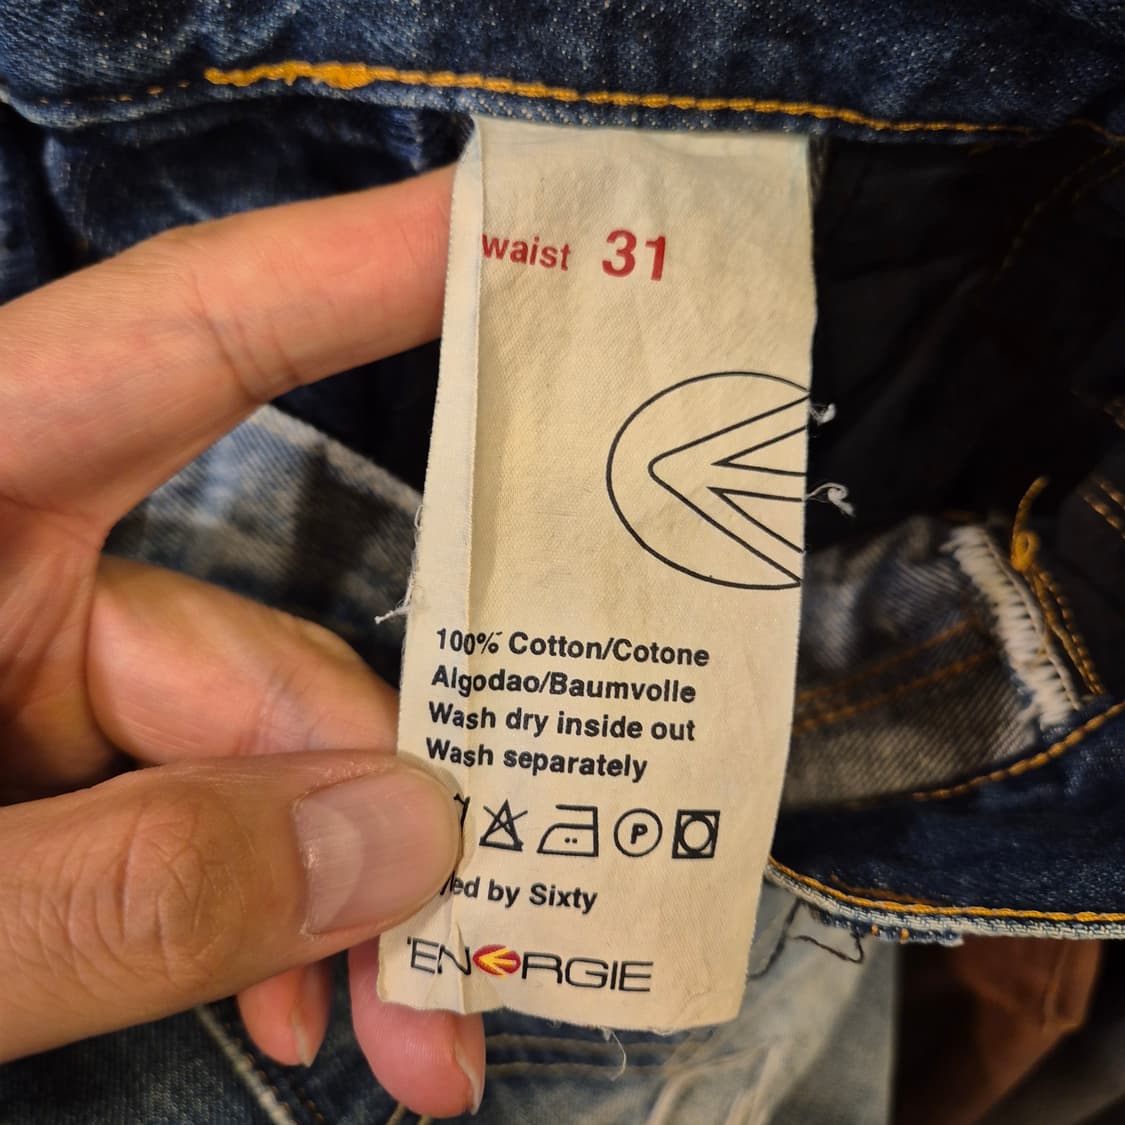 waist 31
100% Cotton/Cotone
Algodao/Baumvolle
Wash dry inside out
Wash separately
P
by Sixty
'ENERGIE